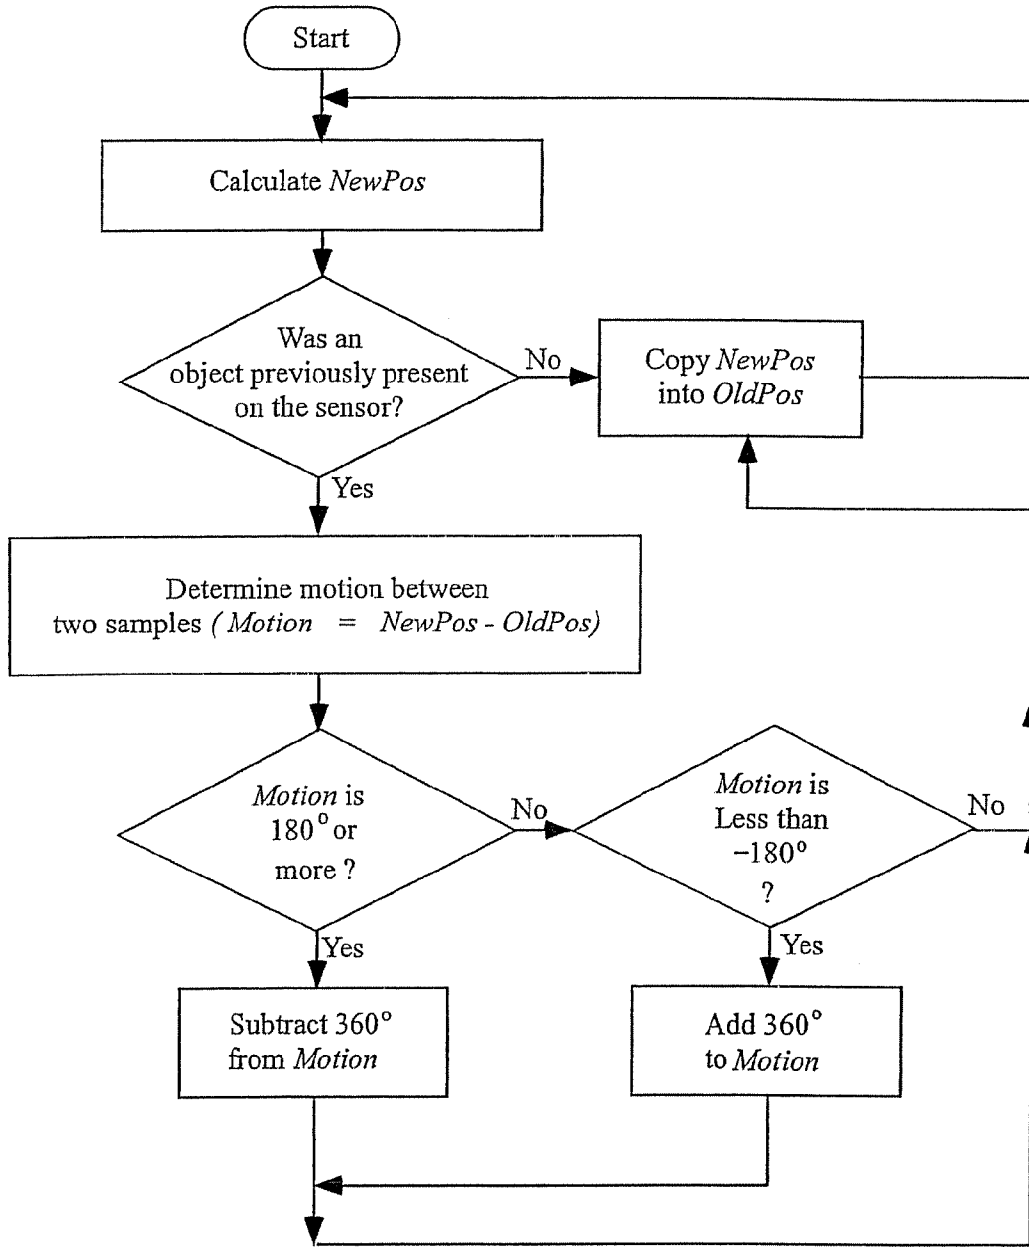 Start
Calculate NewPos
Was an
object previously present
on the sensor?
No
Copy NewPos
into OldPos
Yes
Determine motion between
two samples ( Motion = NewPos - OldPos)
Motion is
180° or
more ?
No
Motion is
Less than
−180°
?
No
Yes
Yes
Subtract 360°
from Motion
Add 360°
to Motion